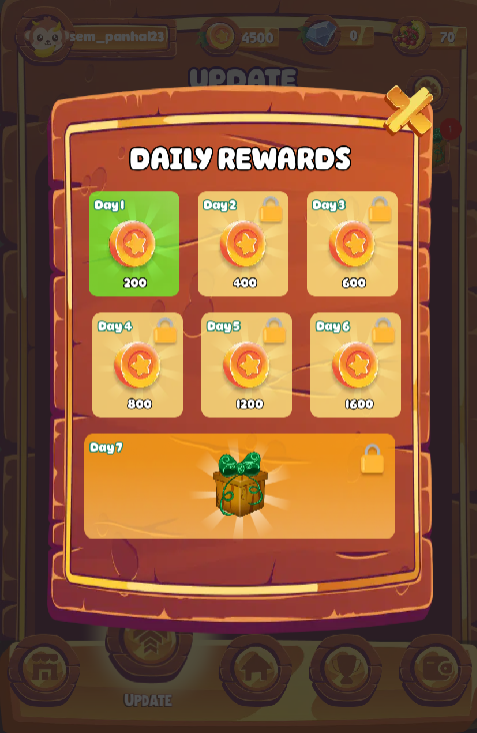 sem_panha123 4500 0 70
UPDATE
1
DAILY REWARDS
Day 1 Day 2 Day 3
200 400 600
Day 4 Day 5 Day 6
800 1200 1600
Day 7
UPDATE